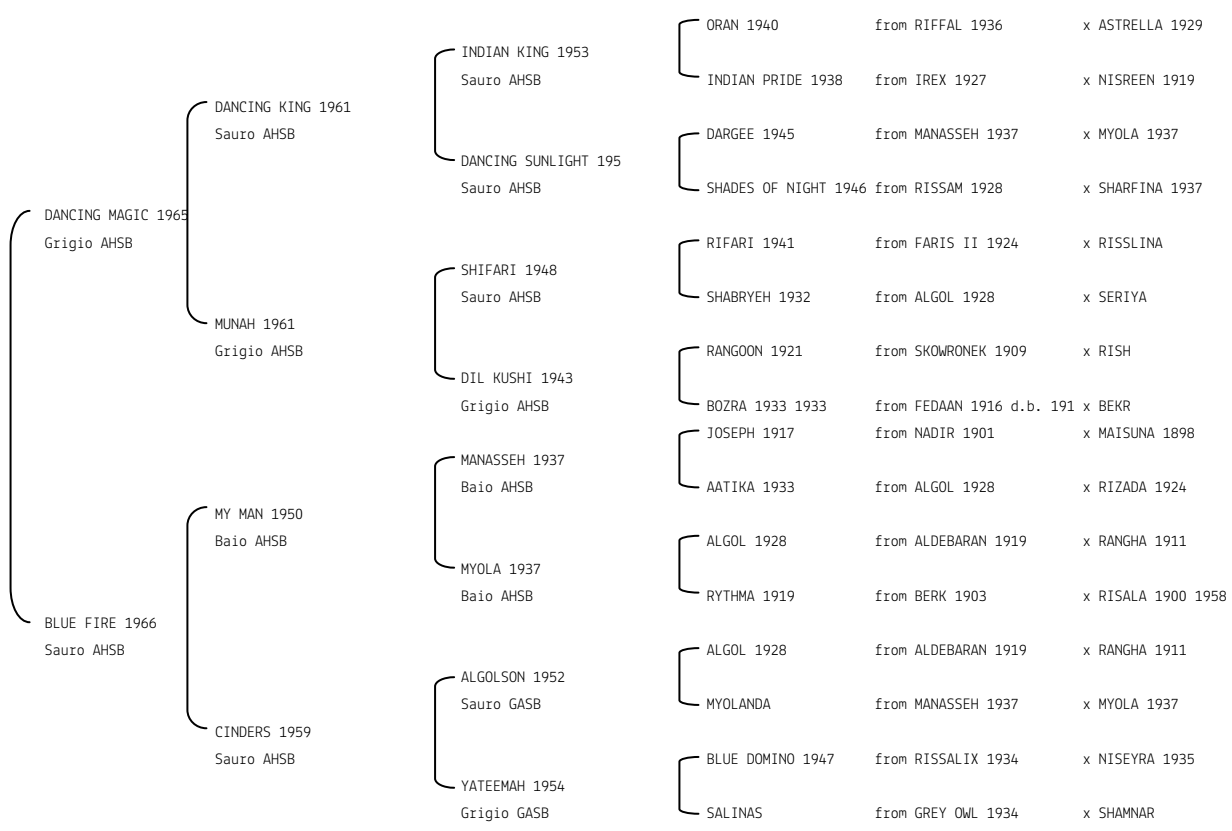 ORAN 1940 from RIFFAL 1936 x ASTRELLA 1929
INDIAN KING 1953
Sauro AHSB INDIAN PRIDE 1938 from IREX 1927 x NISREEN 1919
DANCING KING 1961
Sauro AHSB DARGEE 1945 from MANASSEH 1937 x MYOLA 1937
DANCING SUNLIGHT 195
Sauro AHSB SHADES OF NIGHT 1946 from RISSAM 1928 x SHARFINA 1937
DANCING MAGIC 1965
Grigio AHSB RIFARI 1941 from FARIS II 1924 x RISSLINA
SHIFARI 1948
Sauro AHSB SHABRYEH 1932 from ALGOL 1928 x SERIYA
MUNAH 1961
Grigio AHSB RANGOON 1921 from SKOWRONEK 1909 x RISH
DIL KUSHI 1943
Grigio AHSB BOZRA 1933 1933 from FEDAAN 1916 d.b. 191 x BEKR
JOSEPH 1917 from NADIR 1901 x MAISUNA 1898
MANASSEH 1937
Baio AHSB AATIKA 1933 from ALGOL 1928 x RIZADA 1924
MY MAN 1950
Baio AHSB ALGOL 1928 from ALDEBARAN 1919 x RANGHA 1911
MYOLA 1937
Baio AHSB RYTHMA 1919 from BERK 1903 x RISALA 1900 1958
BLUE FIRE 1966
Sauro AHSB ALGOL 1928 from ALDEBARAN 1919 x RANGHA 1911
ALGOLSON 1952
Sauro GASB MYOLANDA from MANASSEH 1937 x MYOLA 1937
CINDERS 1959
Sauro AHSB BLUE DOMINO 1947 from RISSALIX 1934 x NISEYRA 1935
YATEEMAH 1954
Grigio GASB SALINAS from GREY OWL 1934 x SHAMNAR